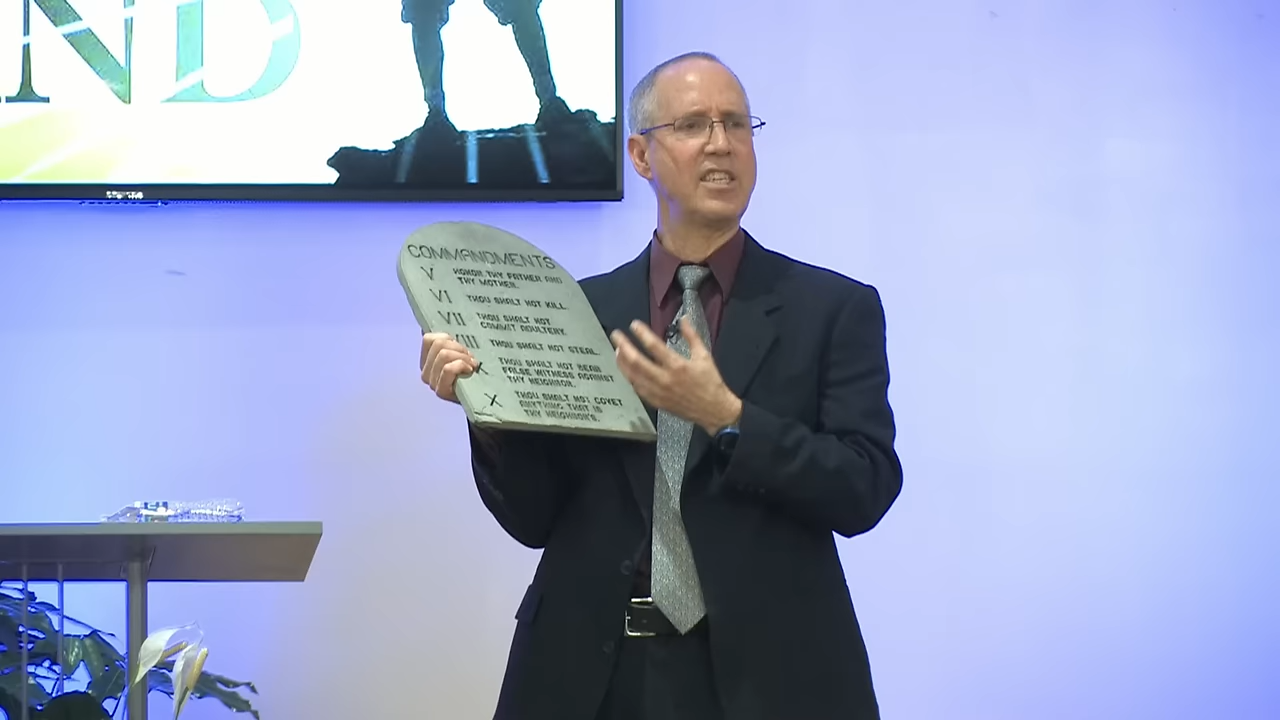 ND
COMMANDMENTS
V HONOR THY FATHER AND
THY MOTHER.
VI THOU SHALT NOT KILL.
VII THOU SHALT NOT
COMMIT ADULTERY.
VIII THOU SHALT NOT STEAL.
X THOU SHALT NOT BEAR
FALSE WITNESS AGAINST
THY NEIGHBOR.
X THOU SHALT NOT COVET
ANYTHING THAT IS
THY NEIGHBOR'S.